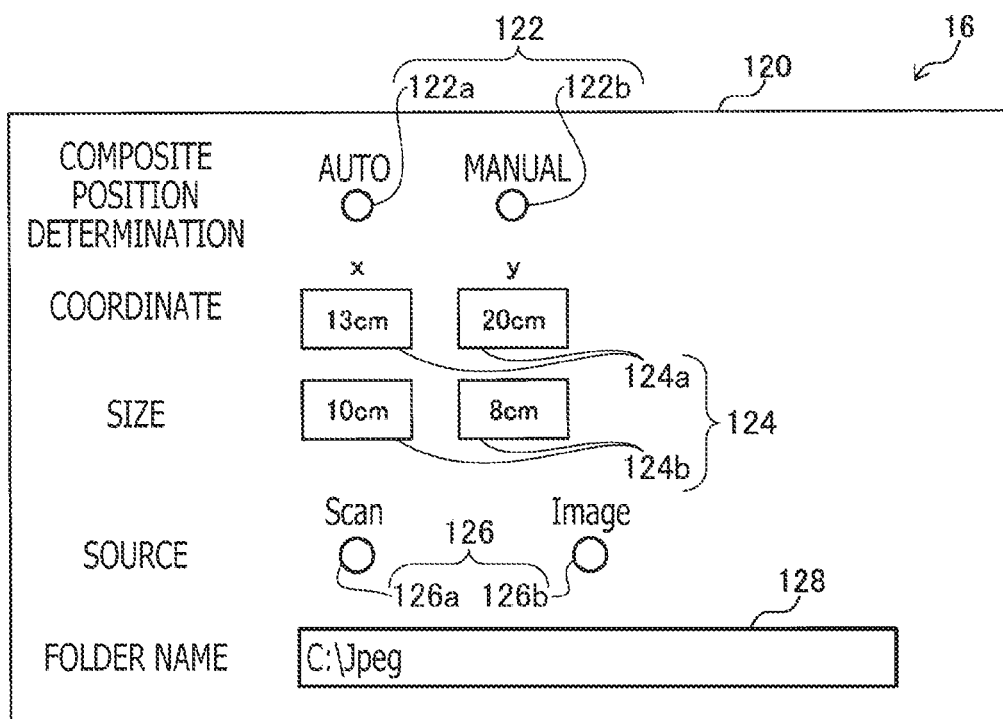 122
16
122a 122b 120
COMPOSITE
POSITION
DETERMINATION
AUTO MANUAL
x y
COORDINATE 13cm 20cm
124a
SIZE 10cm 8cm
124
124b
Scan 126 Image
SOURCE
126a 126b
128
FOLDER NAME C:\Jpeg